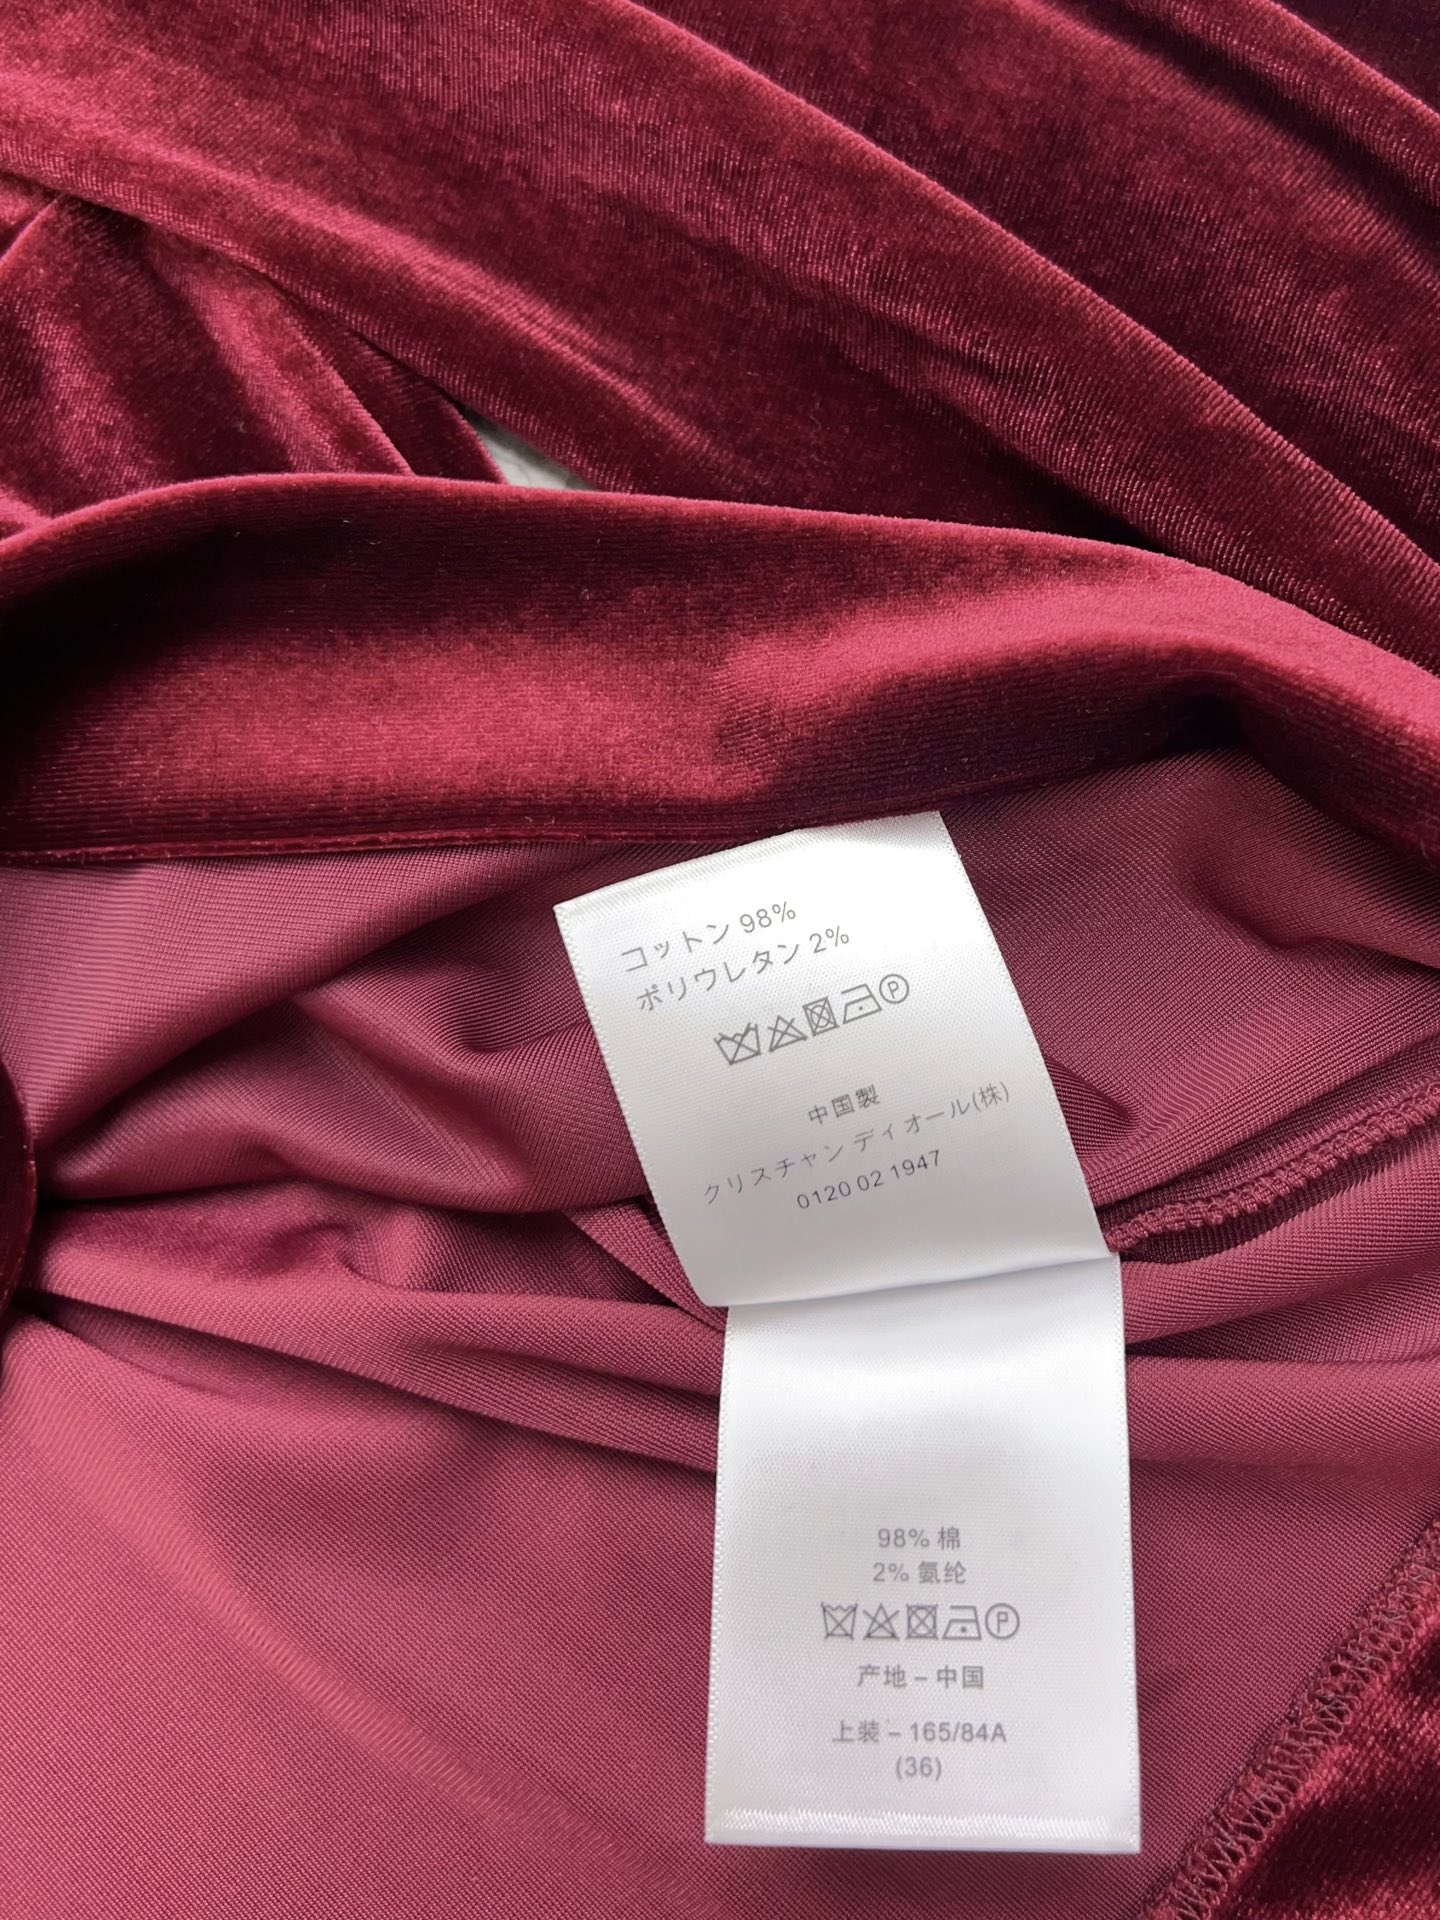 コットン 98%
ポリウレタン 2%
中国製
クリスチャン ディオール(株)
0120 02 1947
98% 棉
2% 氨纶
产地 – 中国
上装 – 165/84A
(36)